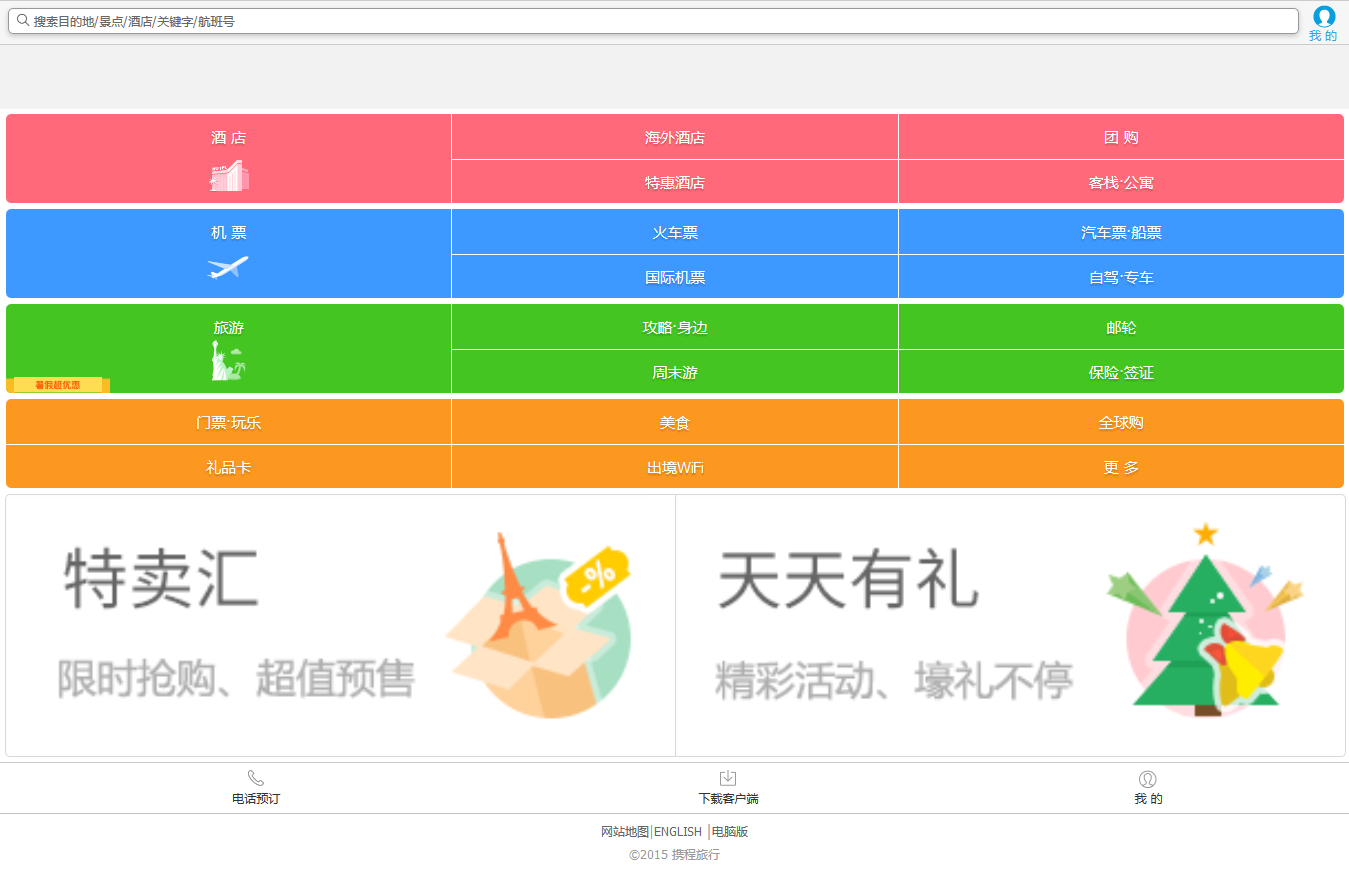 搜索目的地/景点/酒店/关键字/航班号
我 的
酒 店
海外酒店
团 购
特惠酒店
客栈·公寓
机 票
火车票
汽车票·船票
国际机票
自驾·专车
旅游
攻略·身边
邮轮
周末游
保险·签证
暑假超优惠
门票·玩乐
美食
全球购
礼品卡
出境WiFi
更 多
特卖汇
限时抢购、超值预售
%
天天有礼
精彩活动、壕礼不停
电话预订
下载客户端
我 的
网站地图|ENGLISH |电脑版
©2015 携程旅行